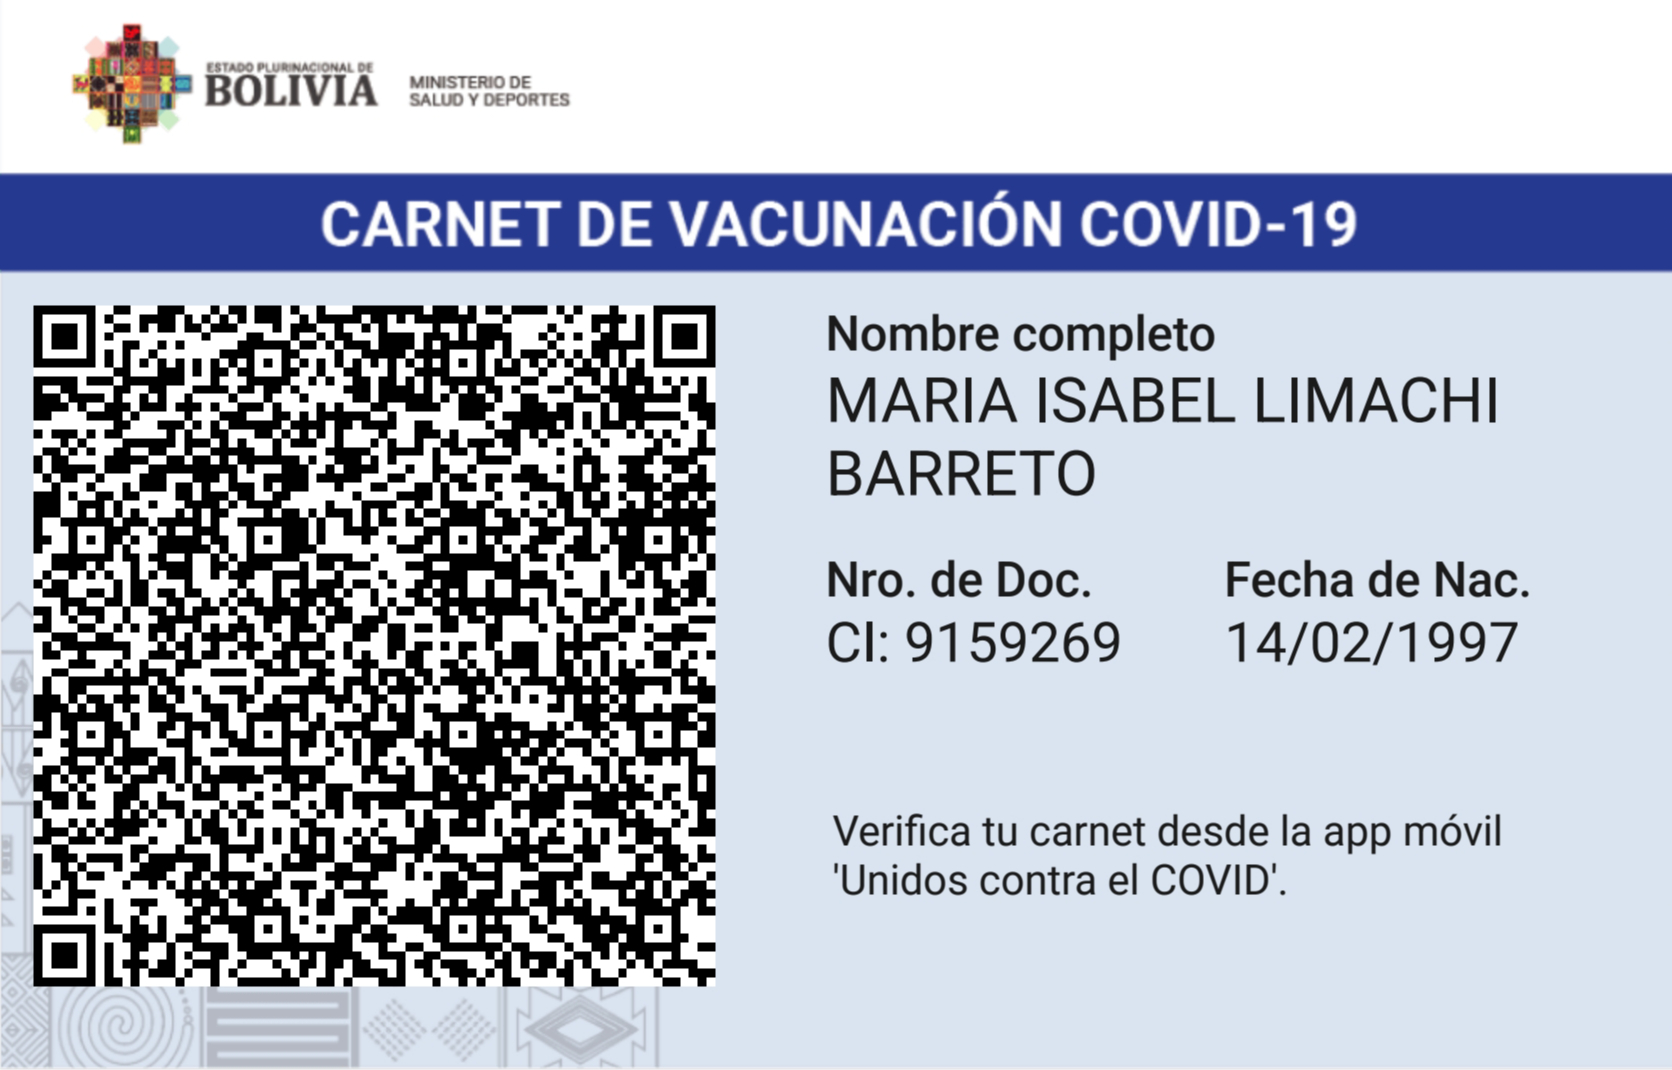 ESTADO PLURINACIONAL DE
BOLIVIA
MINISTERIO DE
SALUD Y DEPORTES
CARNET DE VACUNACIÓN COVID-19
Nombre completo
MARIA ISABEL LIMACHI
BARRETO
Nro. de Doc.
CI: 9159269
Fecha de Nac.
14/02/1997
Verifica tu carnet desde la app móvil
'Unidos contra el COVID'.